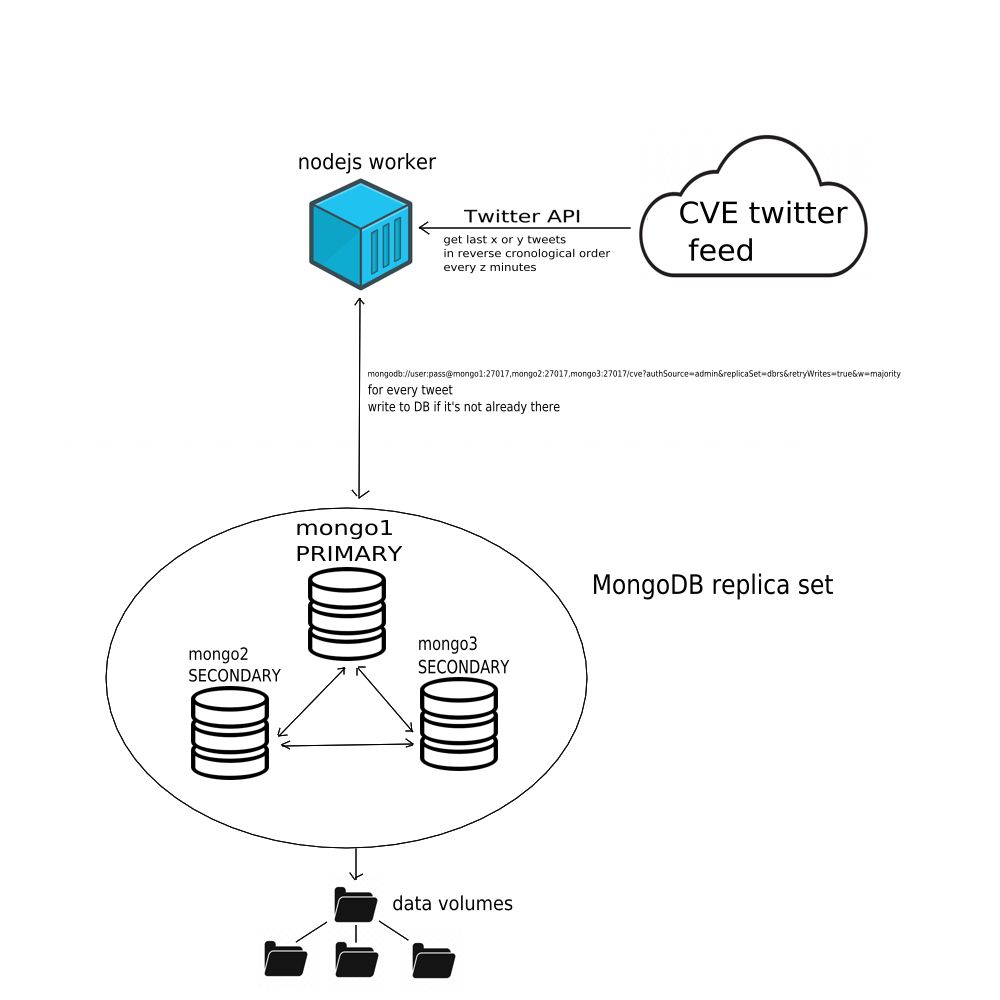 nodejs worker
CVE twitter
feed
Twitter API
get last x or y tweets
in reverse cronological order
every z minutes
mongodb://user:pass@mongo1:27017,mongo2:27017,mongo3:27017/cve?authSource=admin&replicaSet=dbrs&retryWrites=true&w=majority
for every tweet
write to DB if it's not already there
mongo1
PRIMARY
MongoDB replica set
mongo2
SECONDARY
mongo3
SECONDARY
data volumes